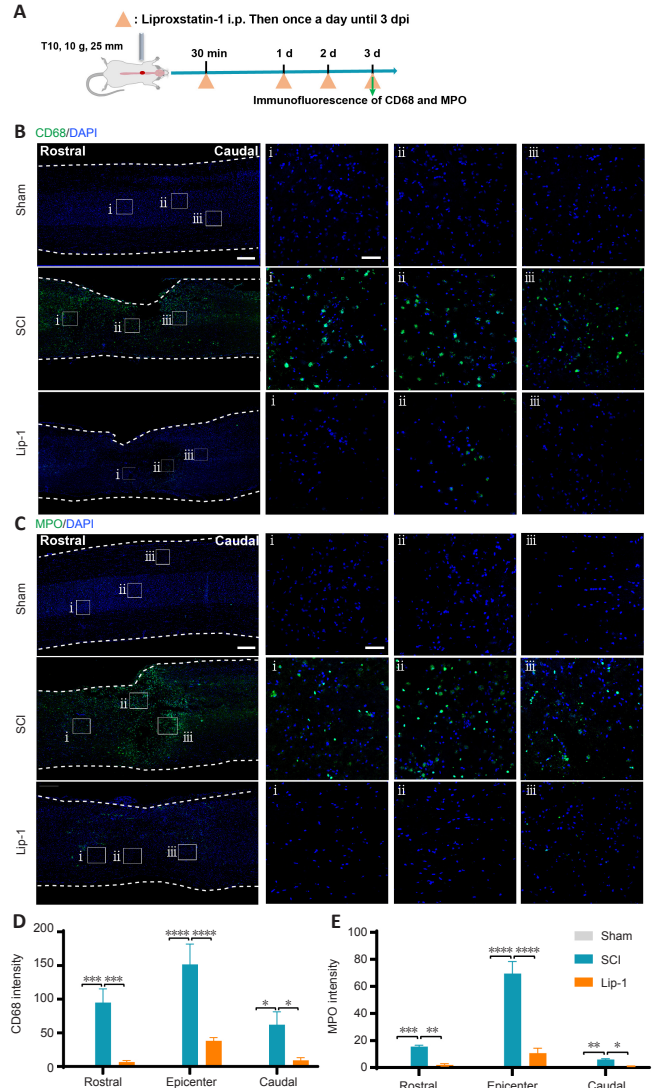 A
: Liproxstatin-1 i.p. Then once a day until 3 dpi
T10, 10 g, 25 mm
30 min
1 d
2 d
3 d
Immunofluorescence of CD68 and MPO
B
CD68/DAPI
Rostral
Caudal
Sham
i
ii
iii
i
ii
iii
SCI
i
ii
iii
i
ii
iii
Lip-1
i
ii
iii
i
ii
iii
C
MPO/DAPI
Rostral
Caudal
Sham
i
ii
iii
i
ii
iii
SCI
i
ii
iii
i
ii
iii
Lip-1
i
ii
iii
i
ii
iii
D
CD68 intensity
200
150
100
50
0
*** ***
**** ****
* *
Rostral
Epicenter
Caudal
E
MPO intensity
100
80
60
40
20
0
*** **
**** ****
** *
Rostral
Epicenter
Caudal
Sham
SCI
Lip-1